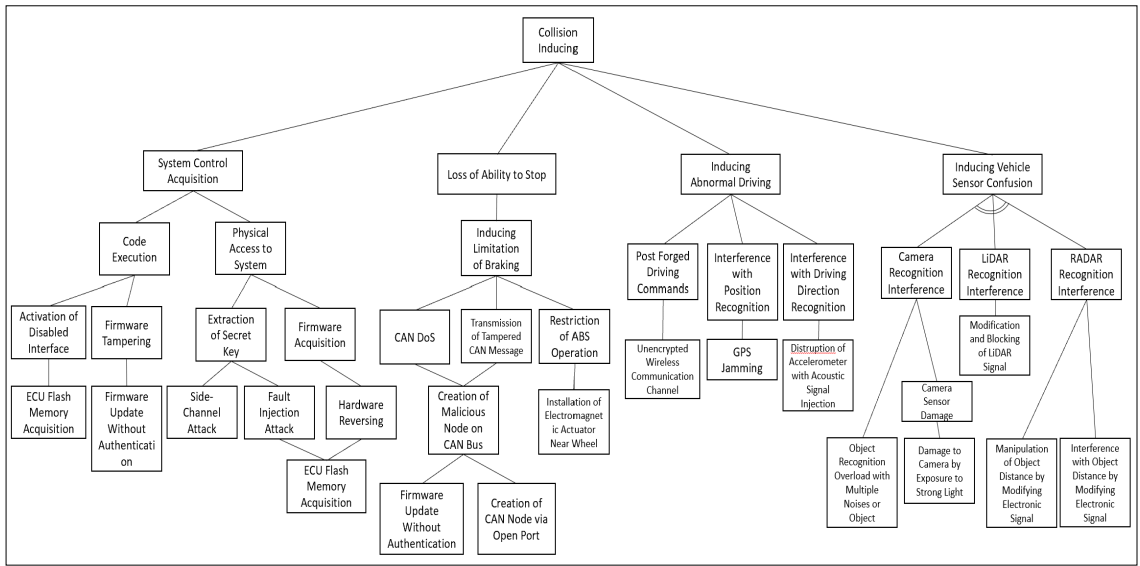 Collision
Inducing
System Control
Acquisition
Loss of Ability to Stop
Inducing
Abnormal Driving
Inducing Vehicle
Sensor Confusion
Code
Execution
Physical
Access to
System
Inducing
Limitation
of Braking
Post Forged
Driving
Commands
Interference
with
Position
Recognition
Interference
with Driving
Direction
Recognition
Camera
Recognition
Interference
LiDAR
Recognition
Interference
RADAR
Recognition
Interference
Activation of
Disabled
Interface
Firmware
Tampering
Extraction
of Secret
Key
Firmware
Acquisition
CAN DoS
Transmission
of Tampered
CAN Message
Restriction
of ABS
Operation
Unencrypted
Wireless
Communication
Channel
GPS
Jamming
Distruption of
Accelerometer
with Acoustic
Signal
Injection
Modification
and Blocking
of LiDAR
Signal
ECU Flash
Memory
Acquisition
Firmware
Update
Without
Authenticati
on
Side-
Channel
Attack
Fault
Injection
Attack
Hardware
Reversing
Creation of
Malicious
Node on
CAN Bus
Installation of
Electromagnet
ic Actuator
Near Wheel
Camera
Sensor
Damage
ECU Flash
Memory
Acquisition
Firmware
Update
Without
Authentication
Creation of
CAN Node via
Open Port
Object
Recognition
Overload with
Multiple
Noises or
Object
Damage to
Camera by
Exposure to
Strong Light
Manipulation
of Object
Distance by
Modifying
Electronic
Signal
Interference
with Object
Distance by
Modifying
Electronic
Signal